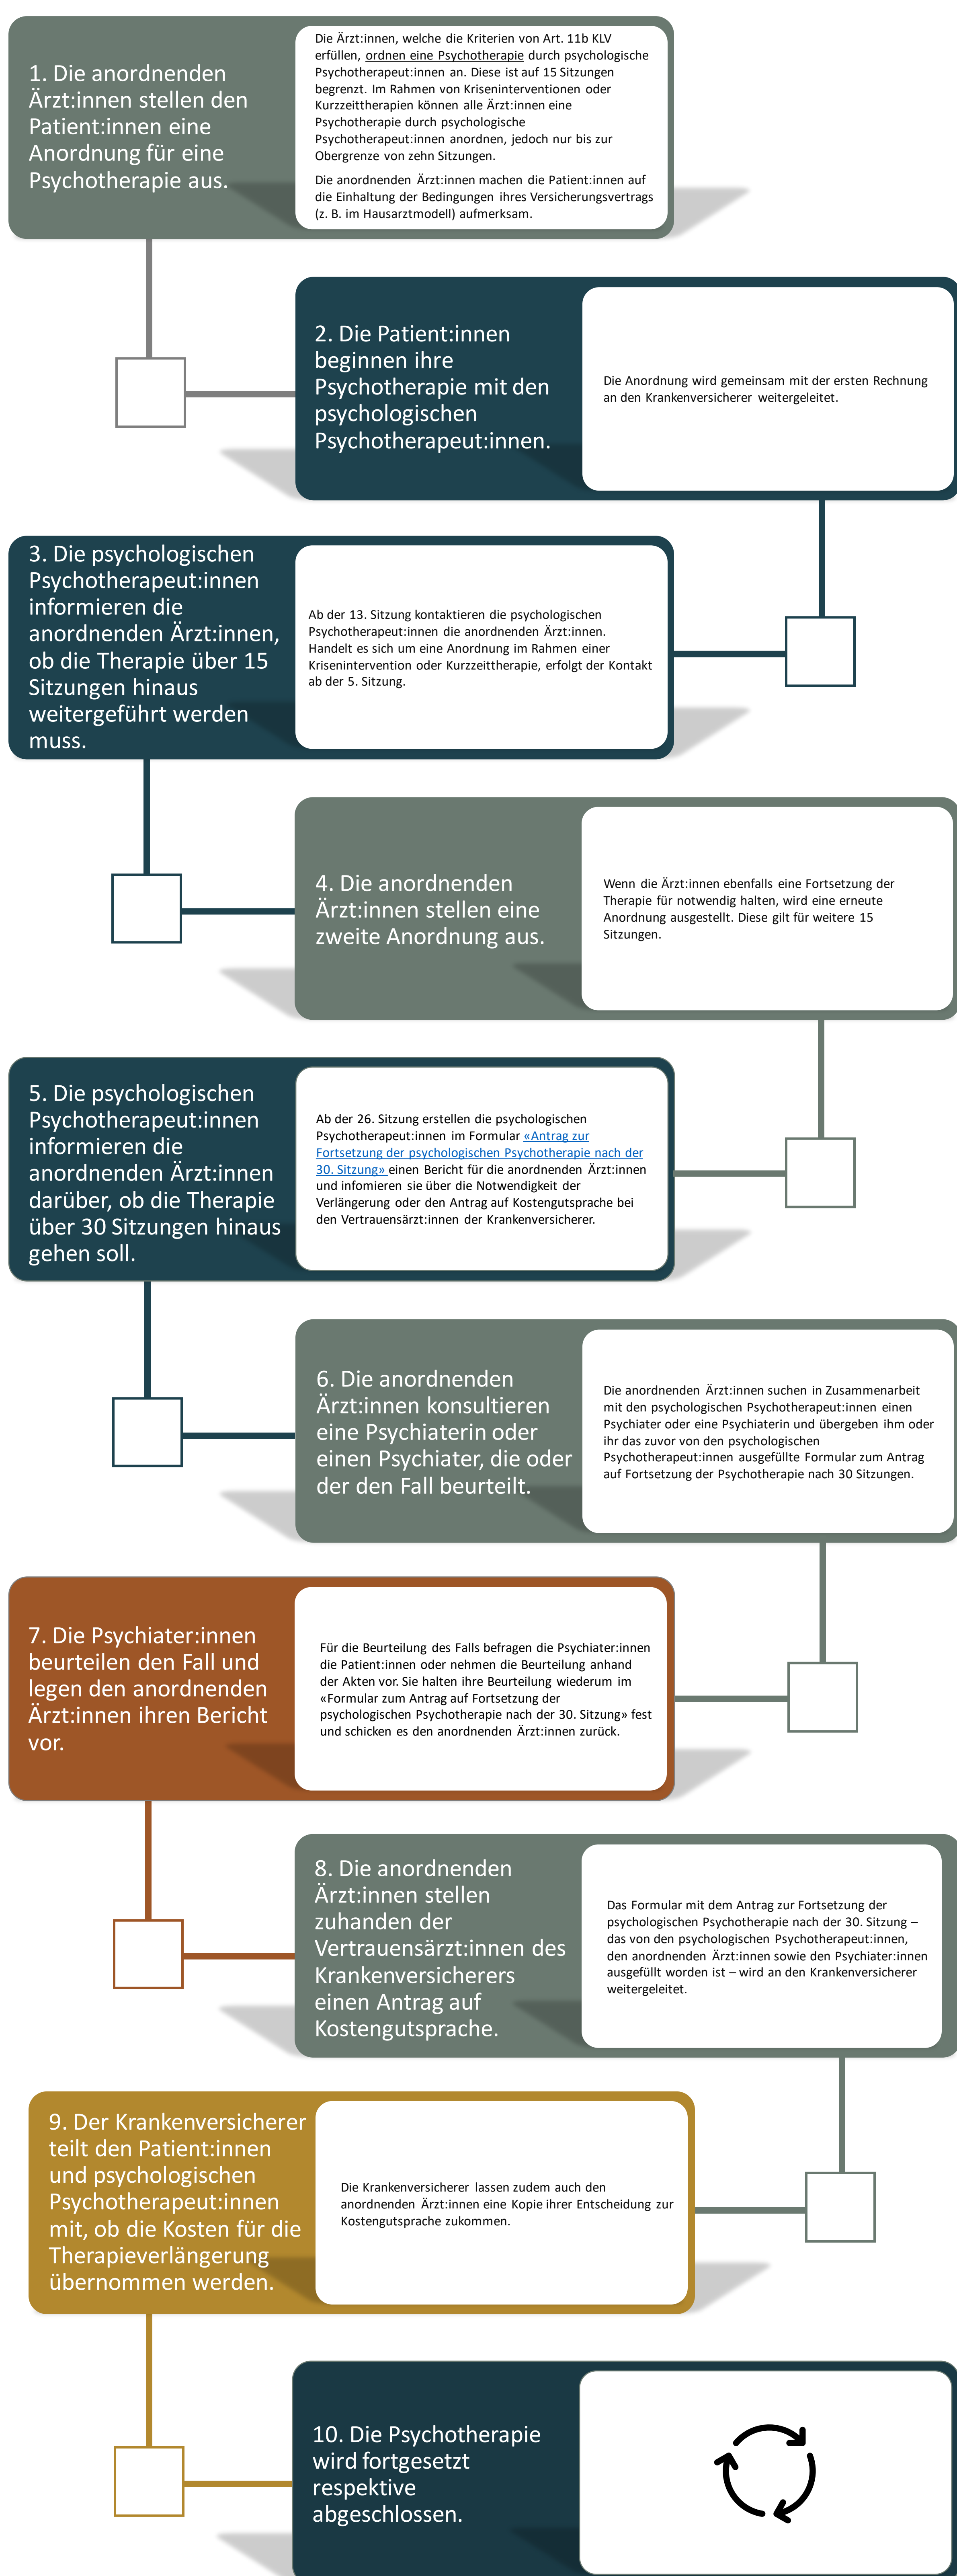 1. Die anordnenden
Ärzt:innen stellen den
Patient:innen eine
Anordnung für eine
Psychotherapie aus.
Die Ärzt:innen, welche die Kriterien von Art. 11b KLV
erfüllen, ordnen eine Psychotherapie durch psychologische
Psychotherapeut:innen an. Diese ist auf 15 Sitzungen
begrenzt. Im Rahmen von Kriseninterventionen oder
Kurzzeittherapien können alle Ärzt:innen eine
Psychotherapie durch psychologische
Psychotherapeut:innen anordnen, jedoch nur bis zur
Obergrenze von zehn Sitzungen.
Die anordnenden Ärzt:innen machen die Patient:innen auf
die Einhaltung der Bedingungen ihres Versicherungsvertrags
(z. B. im Hausarztmodell) aufmerksam.
2. Die Patient:innen
beginnen ihre
Psychotherapie mit den
psychologischen
Psychotherapeut:innen.
Die Anordnung wird gemeinsam mit der ersten Rechnung
an den Krankenversicherer weitergeleitet.
3. Die psychologischen
Psychotherapeut:innen
informieren die
anordnenden Ärzt:innen,
ob die Therapie über 15
Sitzungen hinaus
weitergeführt werden
muss.
Ab der 13. Sitzung kontaktieren die psychologischen
Psychotherapeut:innen die anordnenden Ärzt:innen.
Handelt es sich um eine Anordnung im Rahmen einer
Krisenintervention oder Kurzzeittherapie, erfolgt der Kontakt
ab der 5. Sitzung.
4. Die anordnenden
Ärzt:innen stellen eine
zweite Anordnung aus.
Wenn die Ärzt:innen ebenfalls eine Fortsetzung der
Therapie für notwendig halten, wird eine erneute
Anordnung ausgestellt. Diese gilt für weitere 15
Sitzungen.
5. Die psychologischen
Psychotherapeut:innen
informieren die
anordnenden Ärzt:innen
darüber, ob die Therapie
über 30 Sitzungen hinaus
gehen soll.
Ab der 26. Sitzung erstellen die psychologischen
Psychotherapeut:innen im Formular «Antrag zur
Fortsetzung der psychologischen Psychotherapie nach der
30. Sitzung» einen Bericht für die anordnenden Ärzt:innen
und infomieren sie über die Notwendigkeit der
Verlängerung oder den Antrag auf Kostengutsprache bei
den Vertrauensärzt:innen der Krankenversicherer.
6. Die anordnenden
Ärzt:innen konsultieren
eine Psychiaterin oder
einen Psychiater, die oder
der den Fall beurteilt.
Die anordnenden Ärzt:innen suchen in Zusammenarbeit
mit den psychologischen Psychotherapeut:innen einen
Psychiater oder eine Psychiaterin und übergeben ihm oder
ihr das zuvor von den psychologischen
Psychotherapeut:innen ausgefüllte Formular zum Antrag
auf Fortsetzung der Psychotherapie nach 30 Sitzungen.
7. Die Psychiater:innen
beurteilen den Fall und
legen den anordnenden
Ärzt:innen ihren Bericht
vor.
Für die Beurteilung des Falls befragen die Psychiater:innen
die Patient:innen oder nehmen die Beurteilung anhand
der Akten vor. Sie halten ihre Beurteilung wiederum im
«Formular zum Antrag auf Fortsetzung der
psychologischen Psychotherapie nach der 30. Sitzung» fest
und schicken es den anordnenden Ärzt:innen zurück.
8. Die anordnenden
Ärzt:innen stellen
zuhanden der
Vertrauensärzt:innen des
Krankenversicherers
einen Antrag auf
Kostengutsprache.
Das Formular mit dem Antrag zur Fortsetzung der
psychologischen Psychotherapie nach der 30. Sitzung –
das von den psychologischen Psychotherapeut:innen,
den anordnenden Ärzt:innen sowie den Psychiater:innen
ausgefüllt worden ist – wird an den Krankenversicherer
weitergeleitet.
9. Der Krankenversicherer
teilt den Patient:innen
und psychologischen
Psychotherapeut:innen
mit, ob die Kosten für die
Therapieverlängerung
übernommen werden.
Die Krankenversicherer lassen zudem auch den
anordnenden Ärzt:innen eine Kopie ihrer Entscheidung zur
Kostengutsprache zukommen.
10. Die Psychotherapie
wird fortgesetzt
respektive
abgeschlossen.